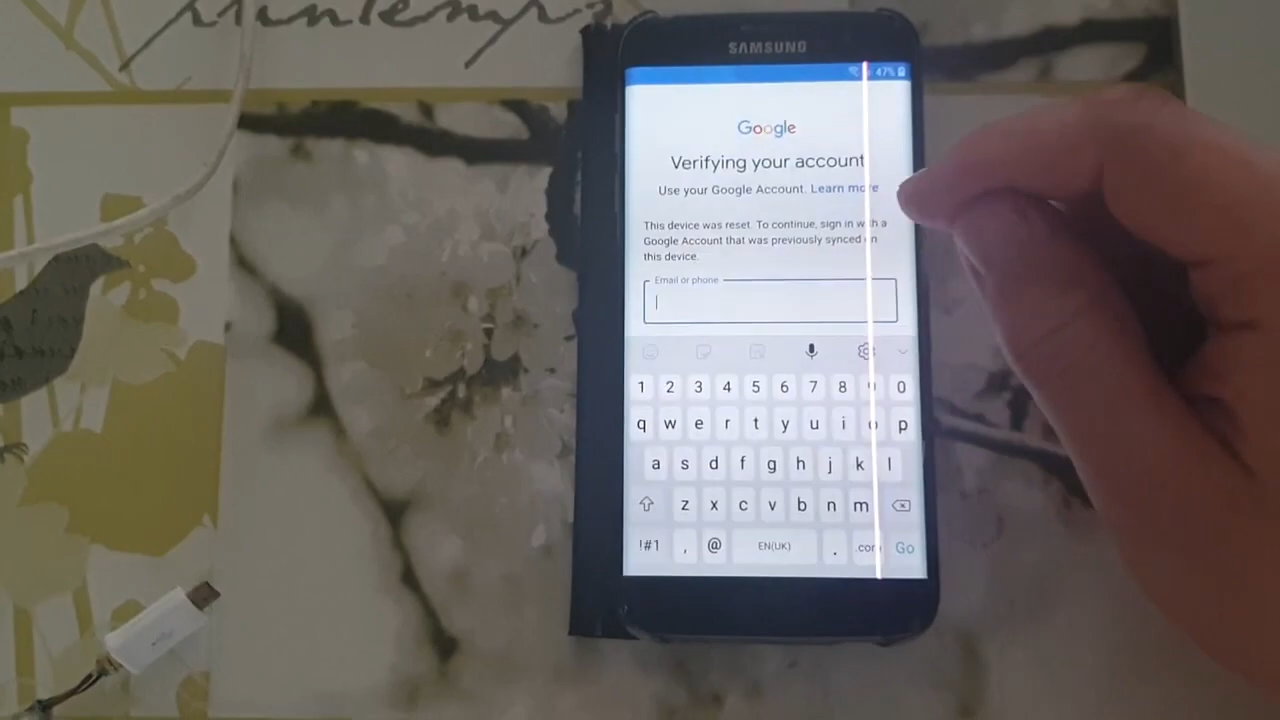 Printemps
SAMSUNG
47%
Google
Verifying your account
Use your Google Account. Learn more
This device was reset. To continue, sign in with a
Google Account that was previously synced on
this device.
Email or phone
1 2 3 4 5 6 7 8 9 0
q w e r t y u i o p
a s d f g h j k l
z x c v b n m
!#1 , @ EN(UK) . .com Go